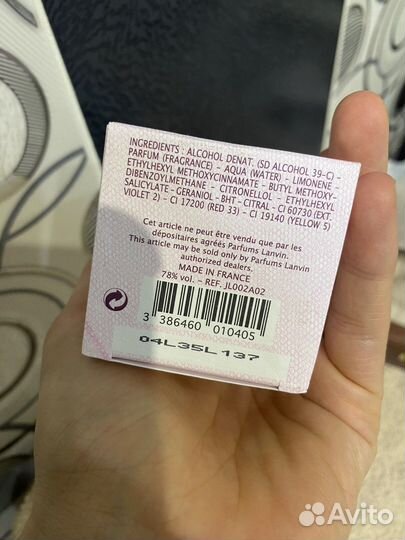 INGREDIENTS : ALCOHOL DENAT. (SD ALCOHOL 39-C) -
PARFUM (FRAGRANCE) - AQUA (WATER) - LIMONENE -
ETHYLHEXYL METHOXYCINNAMATE - BUTYL METHOXY-
DIBENZOYLMETHANE - CITRONELLOL - ETHYLHEXYL
SALICYLATE - GERANIOL - BHT - CITRAL - CI 60730 (EXT.
VIOLET 2) - CI 17200 (RED 33) - CI 19140 (YELLOW 5)
Cet article ne peut être vendu que par les
dépositaires agréés Parfums Lanvin.
This article may be sold only by Parfums Lanvin
authorized dealers.
MADE IN FRANCE
78% vol. - REF. JL002A02
3 386460 010405
04L35L 137
Avito